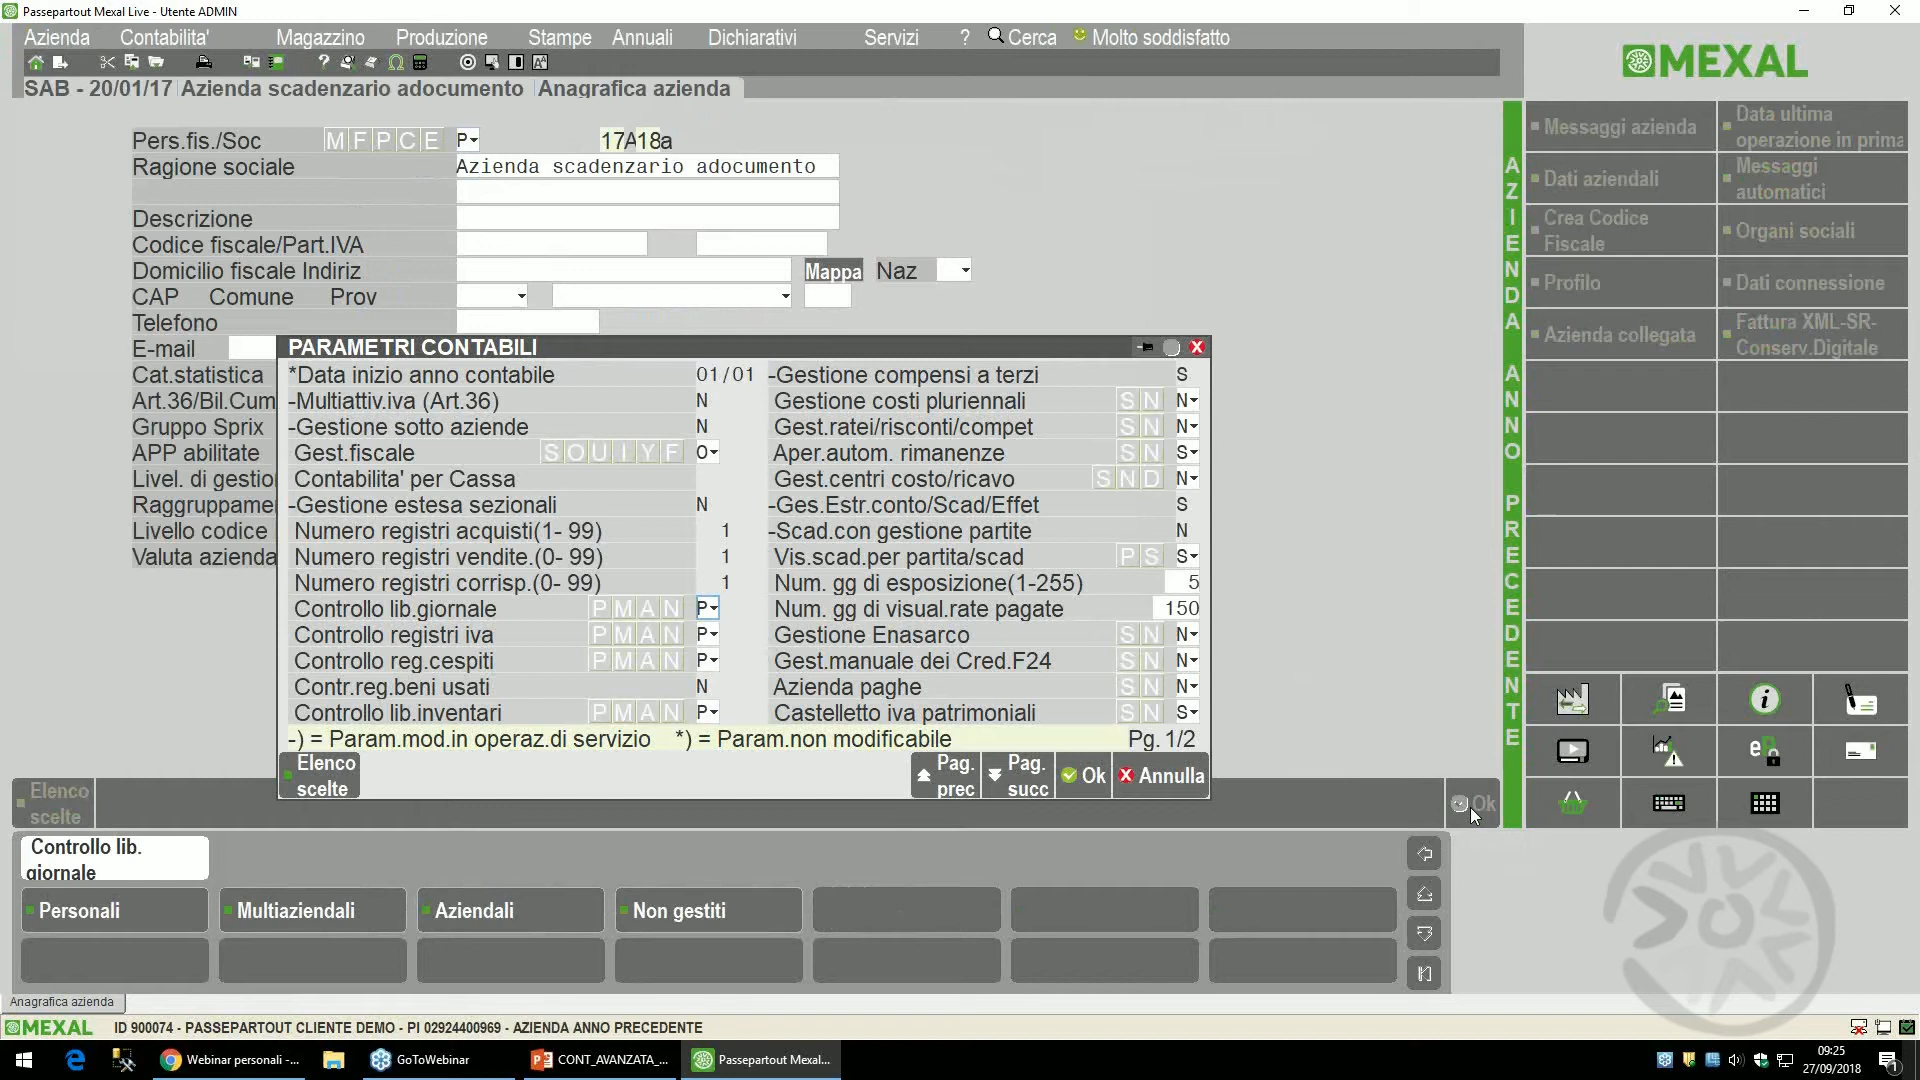 Passepartout Mexal Live - Utente ADMIN
Azienda Contabilita' Magazzino Produzione Stampe Annuali Dichiarativi Servizi ? Cerca Molto soddisfatto
MEXAL
SAB - 20/01/17 Azienda scadenzario adocumento Anagrafica azienda
Pers.fis./Soc M F P C E P 17A18a
Ragione sociale Azienda scadenzario adocumento
Descrizione
Codice fiscale/Part.IVA
Domicilio fiscale Indiriz Mappa Naz
CAP Comune Prov
Telefono
E-mail
Cat.statistica
Art.36/Bil.Cum
Gruppo Sprix
APP abilitate
Livel. di gestio
Raggruppamer
Livello codice
Valuta azienda
PARAMETRI CONTABILI
*Data inizio anno contabile 01/01 -Gestione compensi a terzi S
-Multiattiv.iva (Art.36) N Gestione costi pluriennali S N N
-Gestione sotto aziende N Gest.ratei/risconti/compet S N N
Gest.fiscale S O U I Y F O Aper.autom. rimanenze S N S
Contabilita' per Cassa Gest.centri costo/ricavo S N D N
-Gestione estesa sezionali N -Ges.Estr.conto/Scad/Effet S
Numero registri acquisti(1- 99) 1 -Scad.con gestione partite N
Numero registri vendite.(0- 99) 1 Vis.scad.per partita/scad P S S
Numero registri corrisp.(0- 99) 1 Num. gg di esposizione(1-255) 5
Controllo lib.giornale P M A N P Num. gg di visual.rate pagate 150
Controllo registri iva P M A N P Gestione Enasarco S N N
Controllo reg.cespiti P M A N P Gest.manuale dei Cred.F24 S N N
Contr.reg.beni usati N Azienda paghe S N N
Controllo lib.inventari P M A N P Castelletto iva patrimoniali S N S
-) = Param.mod.in operaz.di servizio *) = Param.non modificabile Pg. 1/2
Elenco scelte Pag. prec Pag. succ Ok Annulla
AZIENDA ANNO PRECEDENTE
Messaggi azienda
Data ultima operazione in prima
Dati aziendali
Messaggi automatici
Crea Codice Fiscale
Organi sociali
Profilo
Dati connessione
Azienda collegata
Fattura XML-SR-Conserv.Digitale
Elenco scelte Ok
Controllo lib. giornale
Personali Multiaziendali Aziendali Non gestiti
Anagrafica azienda
MEXAL ID 900074 - PASSEPARTOUT CLIENTE DEMO - PI 02924400969 - AZIENDA ANNO PRECEDENTE
Webinar personali -... GoToWebinar CONT_AVANZATA_... Passepartout Mexal...
09:25
27/09/2018